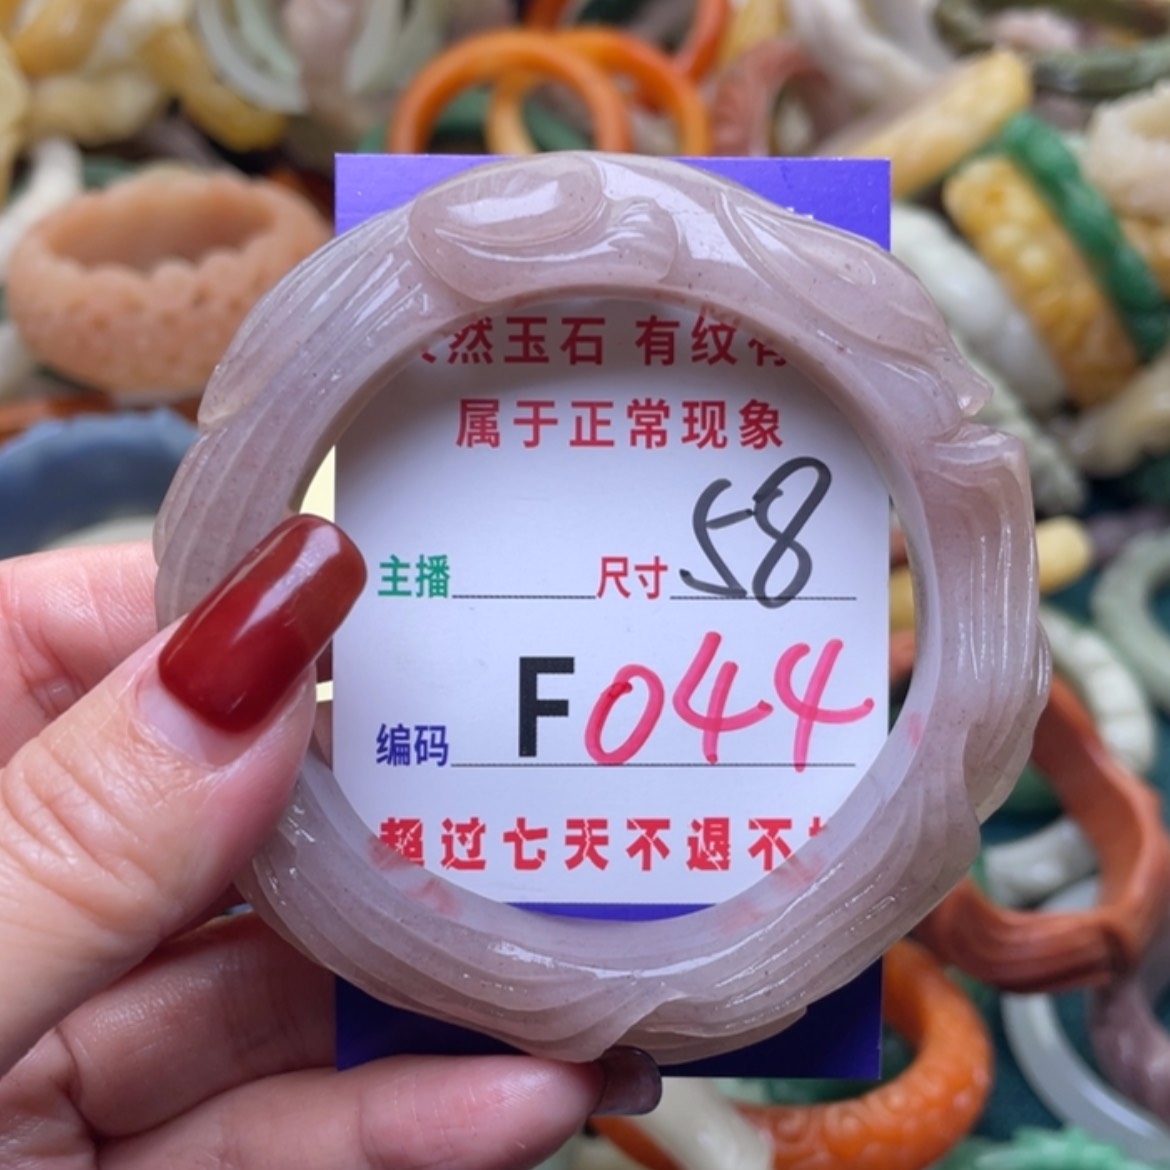 然玉石 有纹有
属于正常现象
主播 尺寸 58
编码 F044
超过七天不退不